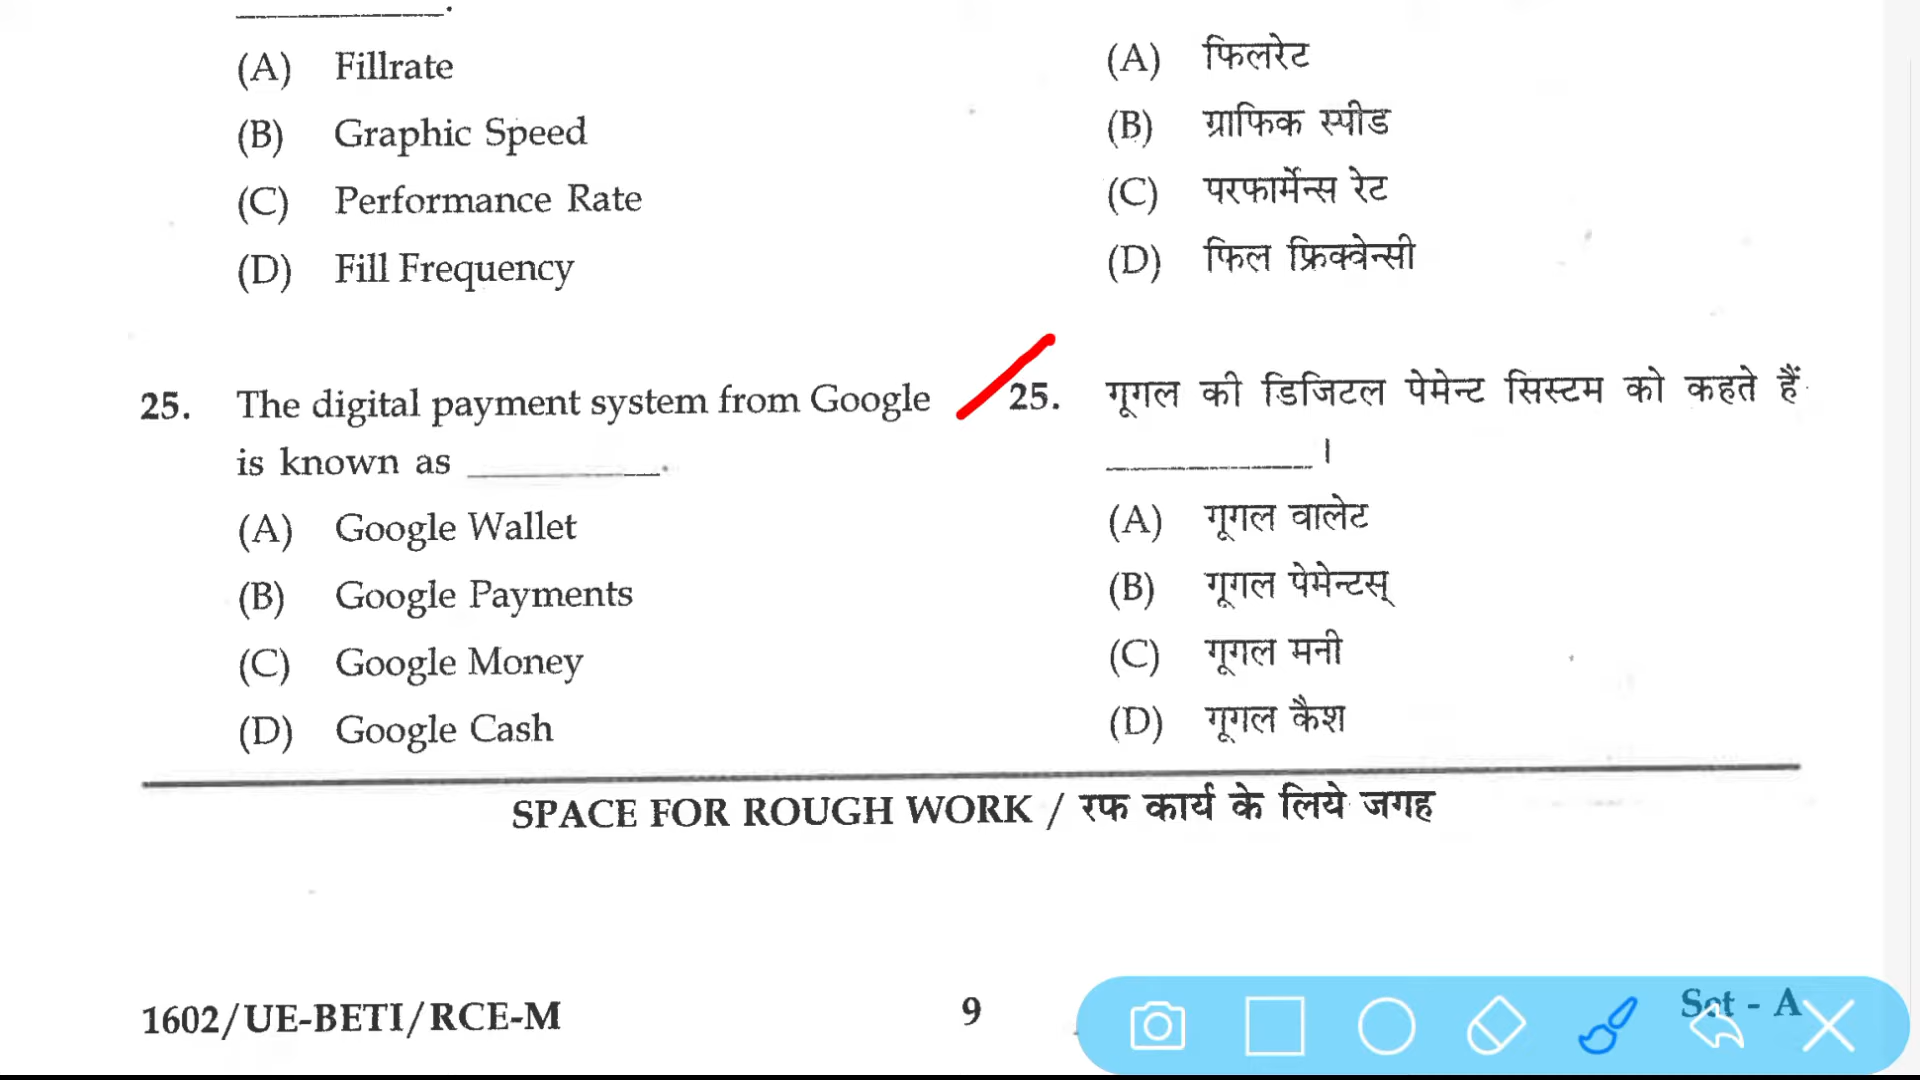 .
(A) Fillrate
(B) Graphic Speed
(C) Performance Rate
(D) Fill Frequency
25. The digital payment system from Google
is known as ________.
(A) Google Wallet
(B) Google Payments
(C) Google Money
(D) Google Cash
(A) फिलरेट
(B) ग्राफिक स्पीड
(C) परफार्मेन्स रेट
(D) फिल फ्रिक्वेन्सी
25. गूगल की डिजिटल पेमेन्ट सिस्टम को कहते हैं
________ ।
(A) गूगल वालेट
(B) गूगल पेमेन्टस्
(C) गूगल मनी
(D) गूगल कैश
SPACE FOR ROUGH WORK / रफ कार्य के लिये जगह
1602/UE-BETI/RCE-M
9
Set - A